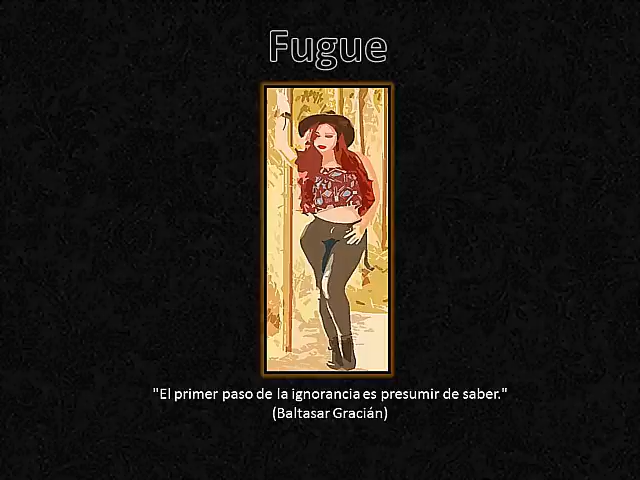 Fugue
"El primer paso de la ignorancia es presumir de saber."
(Baltasar Gracián)